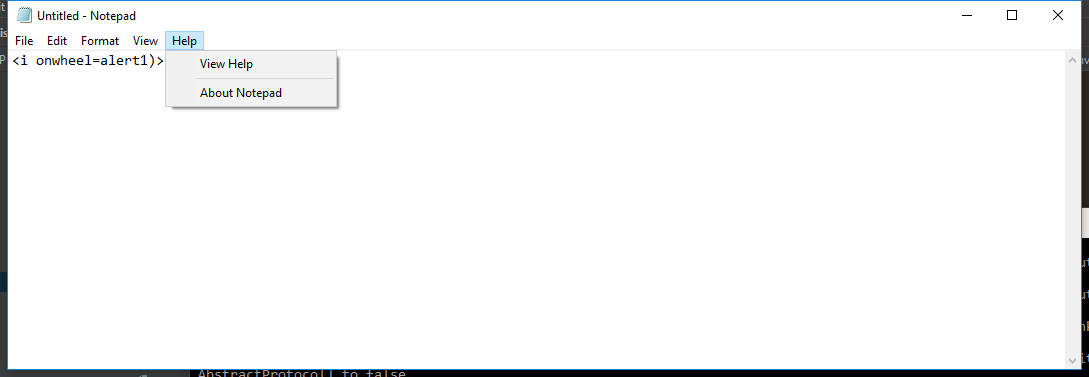 Untitled - Notepad
File Edit Format View Help
<i onwheel=alert1)>
View Help
About Notepad
AbstractProtocol] to false